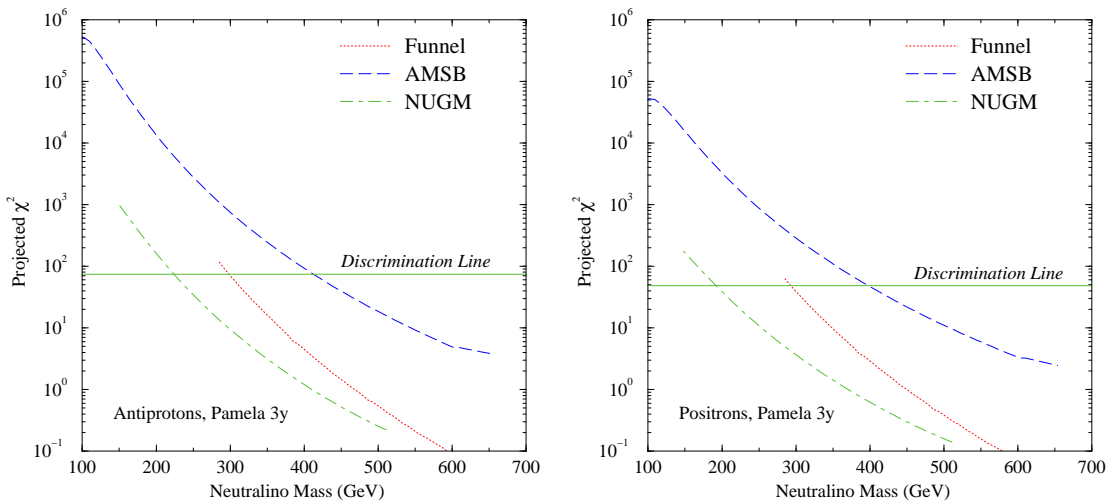 10^6
10^5
10^4
10^3
10^2
10^1
10^0
10^-1
Projected χ^2
Funnel
AMSB
NUGM
Discrimination Line
Antiprotons, Pamela 3y
100 200 300 400 500 600 700
Neutralino Mass (GeV)
10^6
10^5
10^4
10^3
10^2
10^1
10^0
10^-1
Projected χ^2
Funnel
AMSB
NUGM
Discrimination Line
Positrons, Pamela 3y
100 200 300 400 500 600 700
Neutralino Mass (GeV)